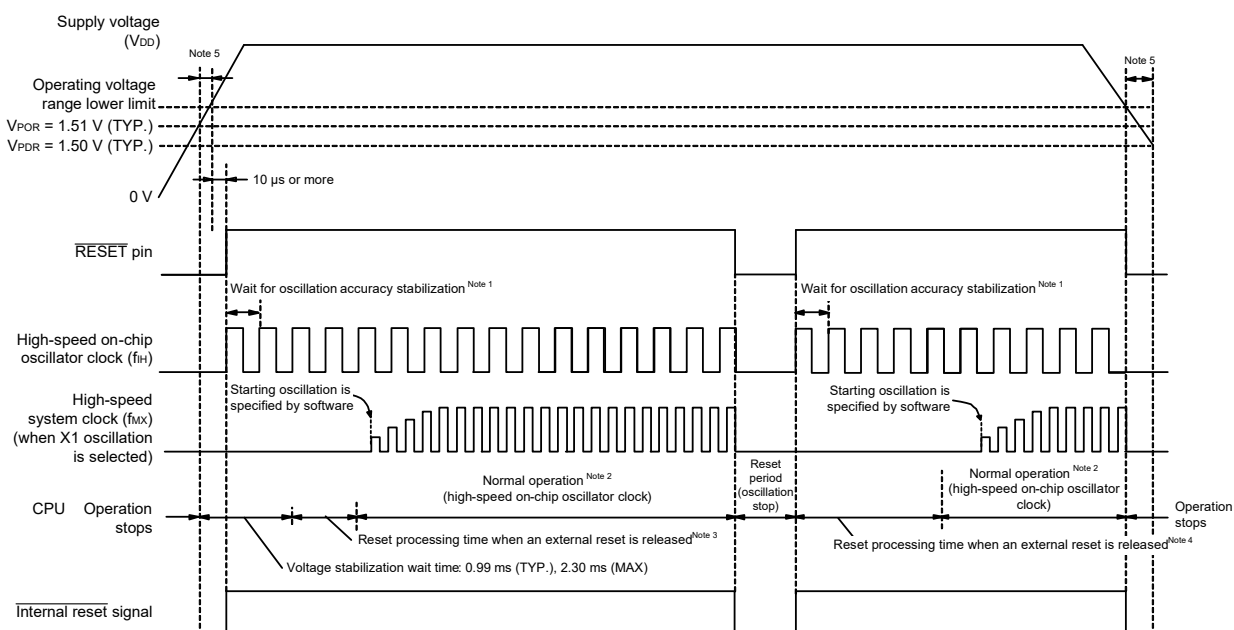 Supply voltage
(VDD)
Note 5
Note 5
Operating voltage
range lower limit
VPOR = 1.51 V (TYP.)
VPDR = 1.50 V (TYP.)
10 µs or more
0 V
RESET pin
Wait for oscillation accuracy stabilization Note 1
Wait for oscillation accuracy stabilization Note 1
High-speed on-chip
oscillator clock (fIH)
Starting oscillation is
specified by software
Starting oscillation is
specified by software
High-speed
system clock (fMX)
(when X1 oscillation
is selected)
Normal operation Note 2
(high-speed on-chip oscillator clock)
Reset
period
(oscillation
stop)
Normal operation Note 2
(high-speed on-chip oscillator
clock)
CPU Operation
stops
Operation
stops
Reset processing time when an external reset is released Note 3
Reset processing time when an external reset is released Note 4
Voltage stabilization wait time: 0.99 ms (TYP.), 2.30 ms (MAX)
Internal reset signal